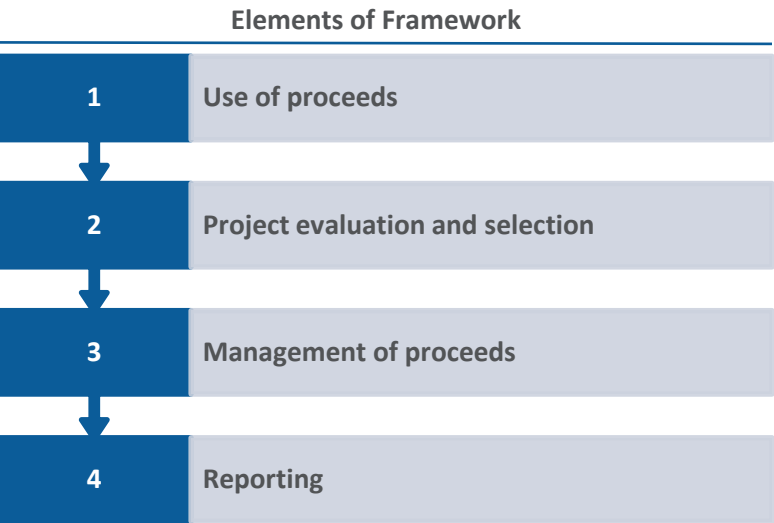 Elements of Framework
1 Use of proceeds
2 Project evaluation and selection
3 Management of proceeds
4 Reporting